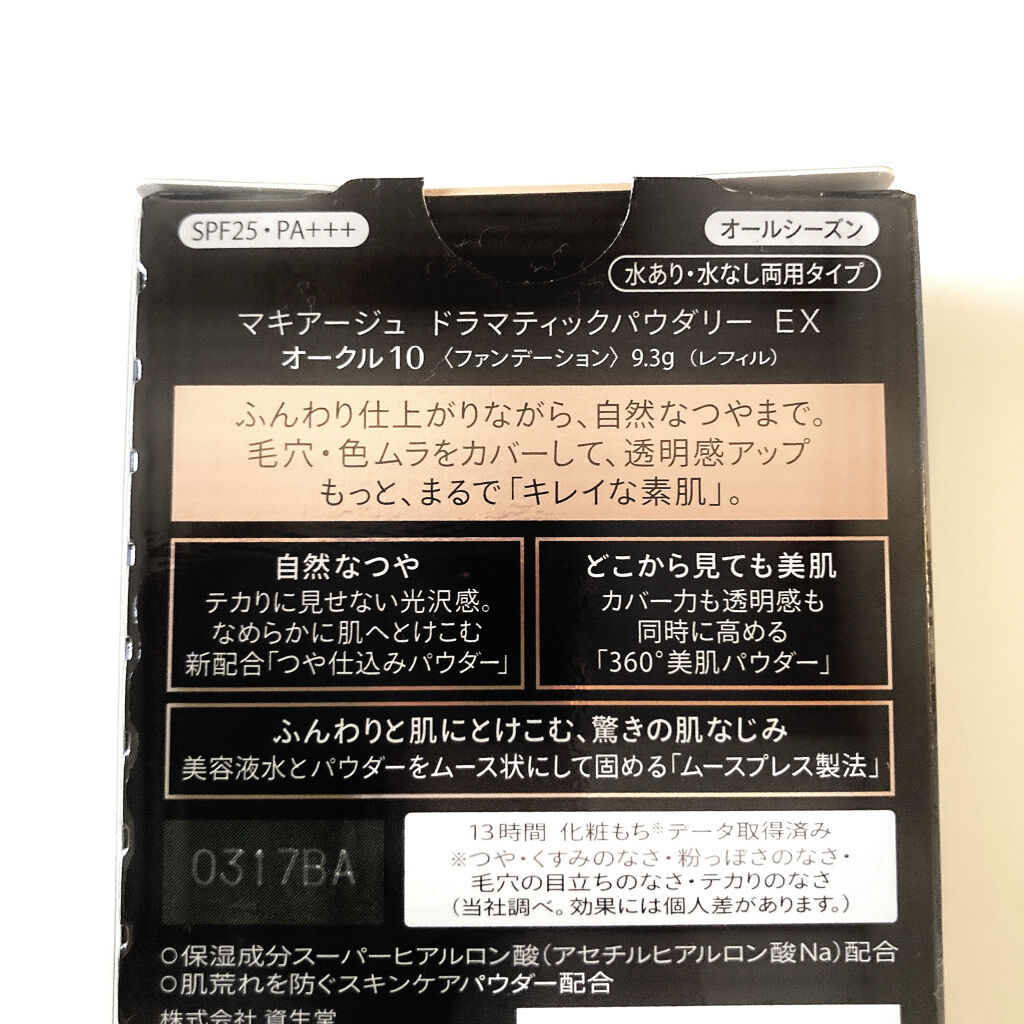 SPF25・PA+++
オールシーズン
水あり・水なし両用タイプ
マキアージュ ドラマティックパウダリー EX
オークル10 〈ファンデーション〉 9.3g (レフィル)
ふんわり仕上がりながら、自然なつやまで。
毛穴・色ムラをカバーして、透明感アップ
もっと、まるで「キレイな素肌」。
自然なつや
テカりに見せない光沢感。
なめらかに肌へとけこむ
新配合「つや仕込みパウダー」
どこから見ても美肌
カバー力も透明感も
同時に高める
「360°美肌パウダー」
ふんわりと肌にとけこむ、驚きの肌なじみ
美容液水とパウダーをムース状にして固める「ムースプレス製法」
0317BA
13時間 化粧もち※データ取得済み
※つや・くすみのなさ・粉っぽさのなさ・
毛穴の目立ちのなさ・テカりのなさ
(当社調べ。効果には個人差があります。)
○保湿成分スーパーヒアルロン酸(アセチルヒアルロン酸Na)配合
○肌荒れを防ぐスキンケアパウダー配合
株式会社 資生堂